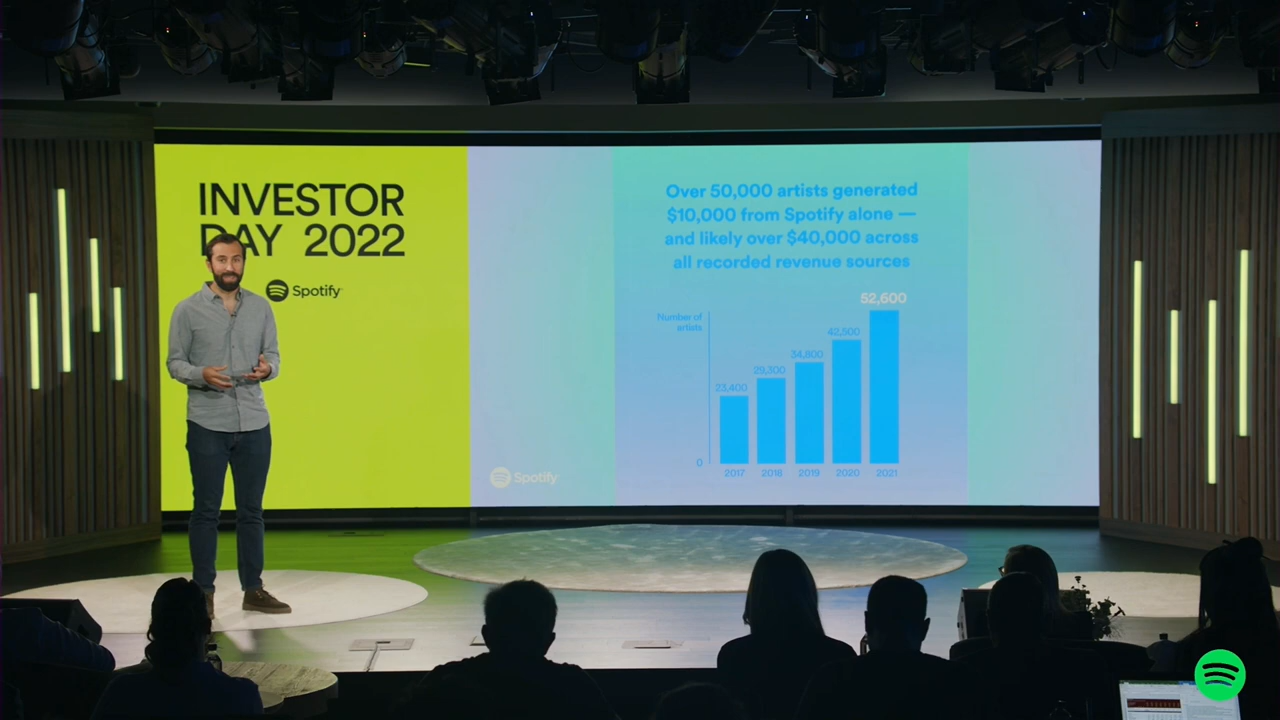 INVESTOR
DAY 2022
Spotify
Over 50,000 artists generated
$10,000 from Spotify alone —
and likely over $40,000 across
all recorded revenue sources
52,600
Number of
artists
42,500
34,800
29,300
23,400
0
2017 2018 2019 2020 2021
Spotify